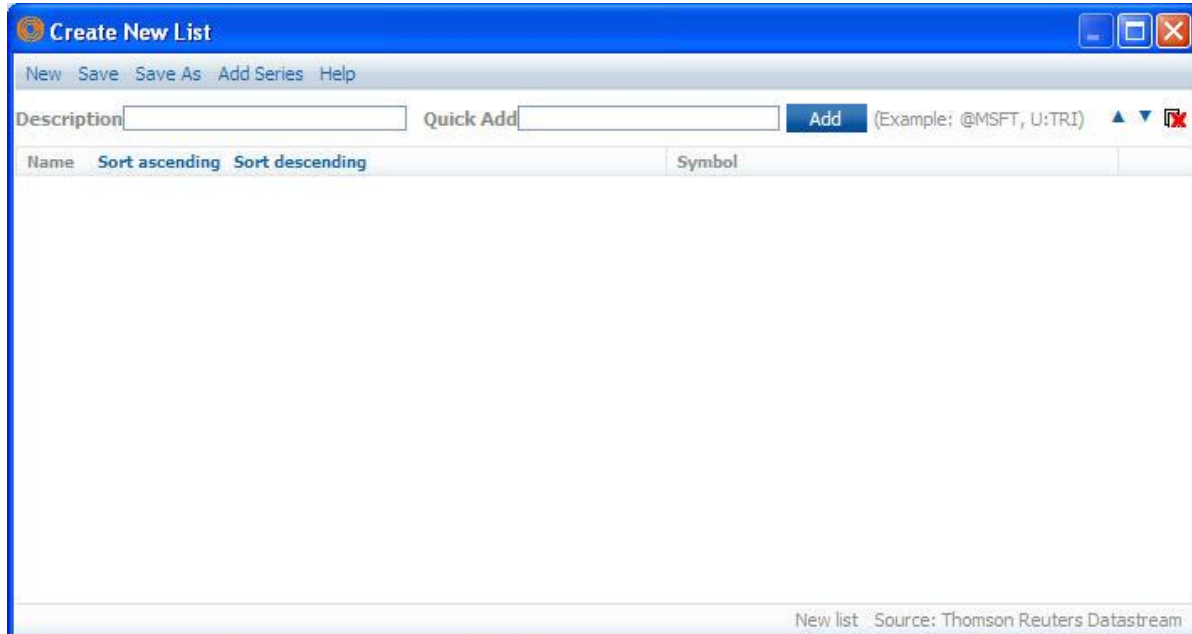 Create New List
New Save Save As Add Series Help
Description Quick Add Add (Example: @MSFT, U:TRI)
Name Sort ascending Sort descending Symbol
New list Source: Thomson Reuters Datastream